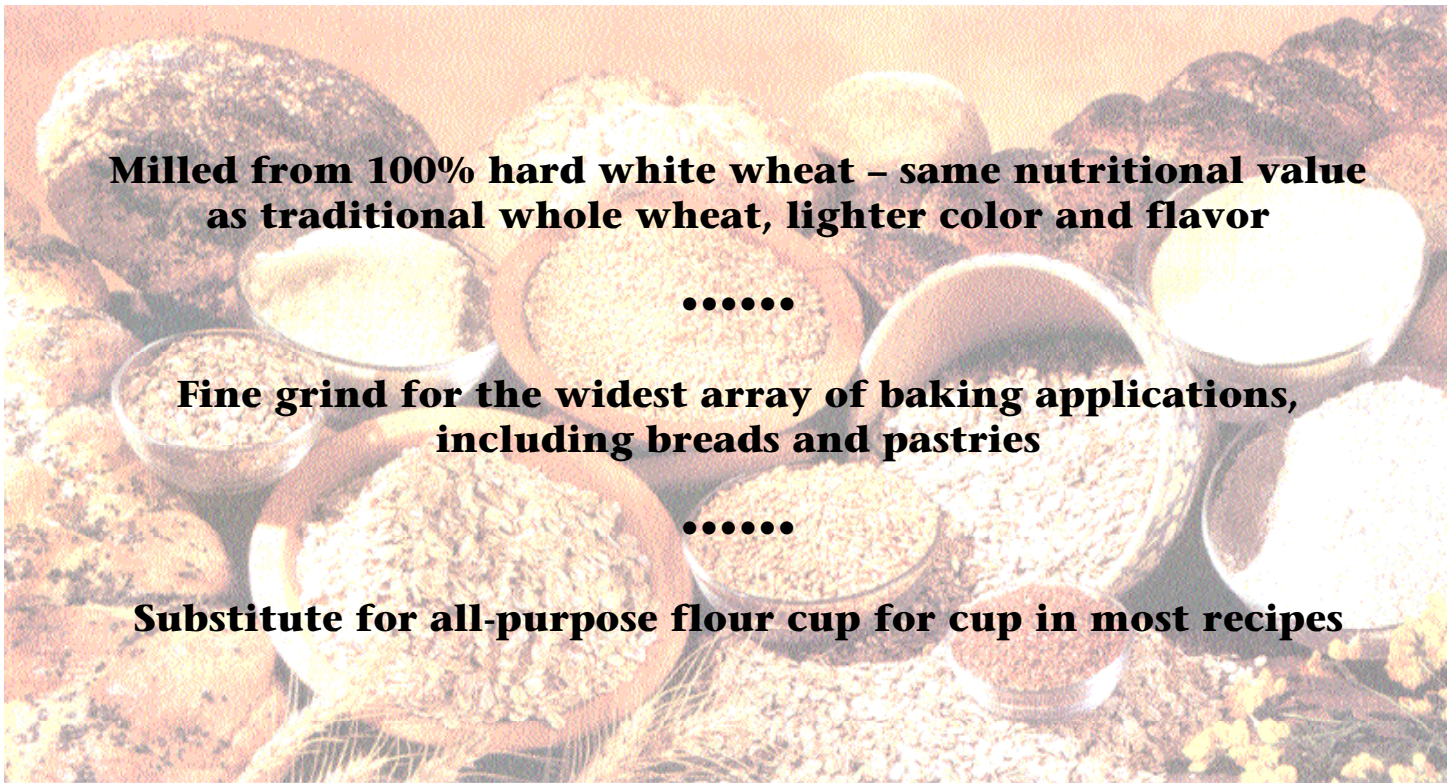 Milled from 100% hard white wheat – same nutritional value
as traditional whole wheat, lighter color and flavor
••••••
Fine grind for the widest array of baking applications,
including breads and pastries
••••••
Substitute for all-purpose flour cup for cup in most recipes